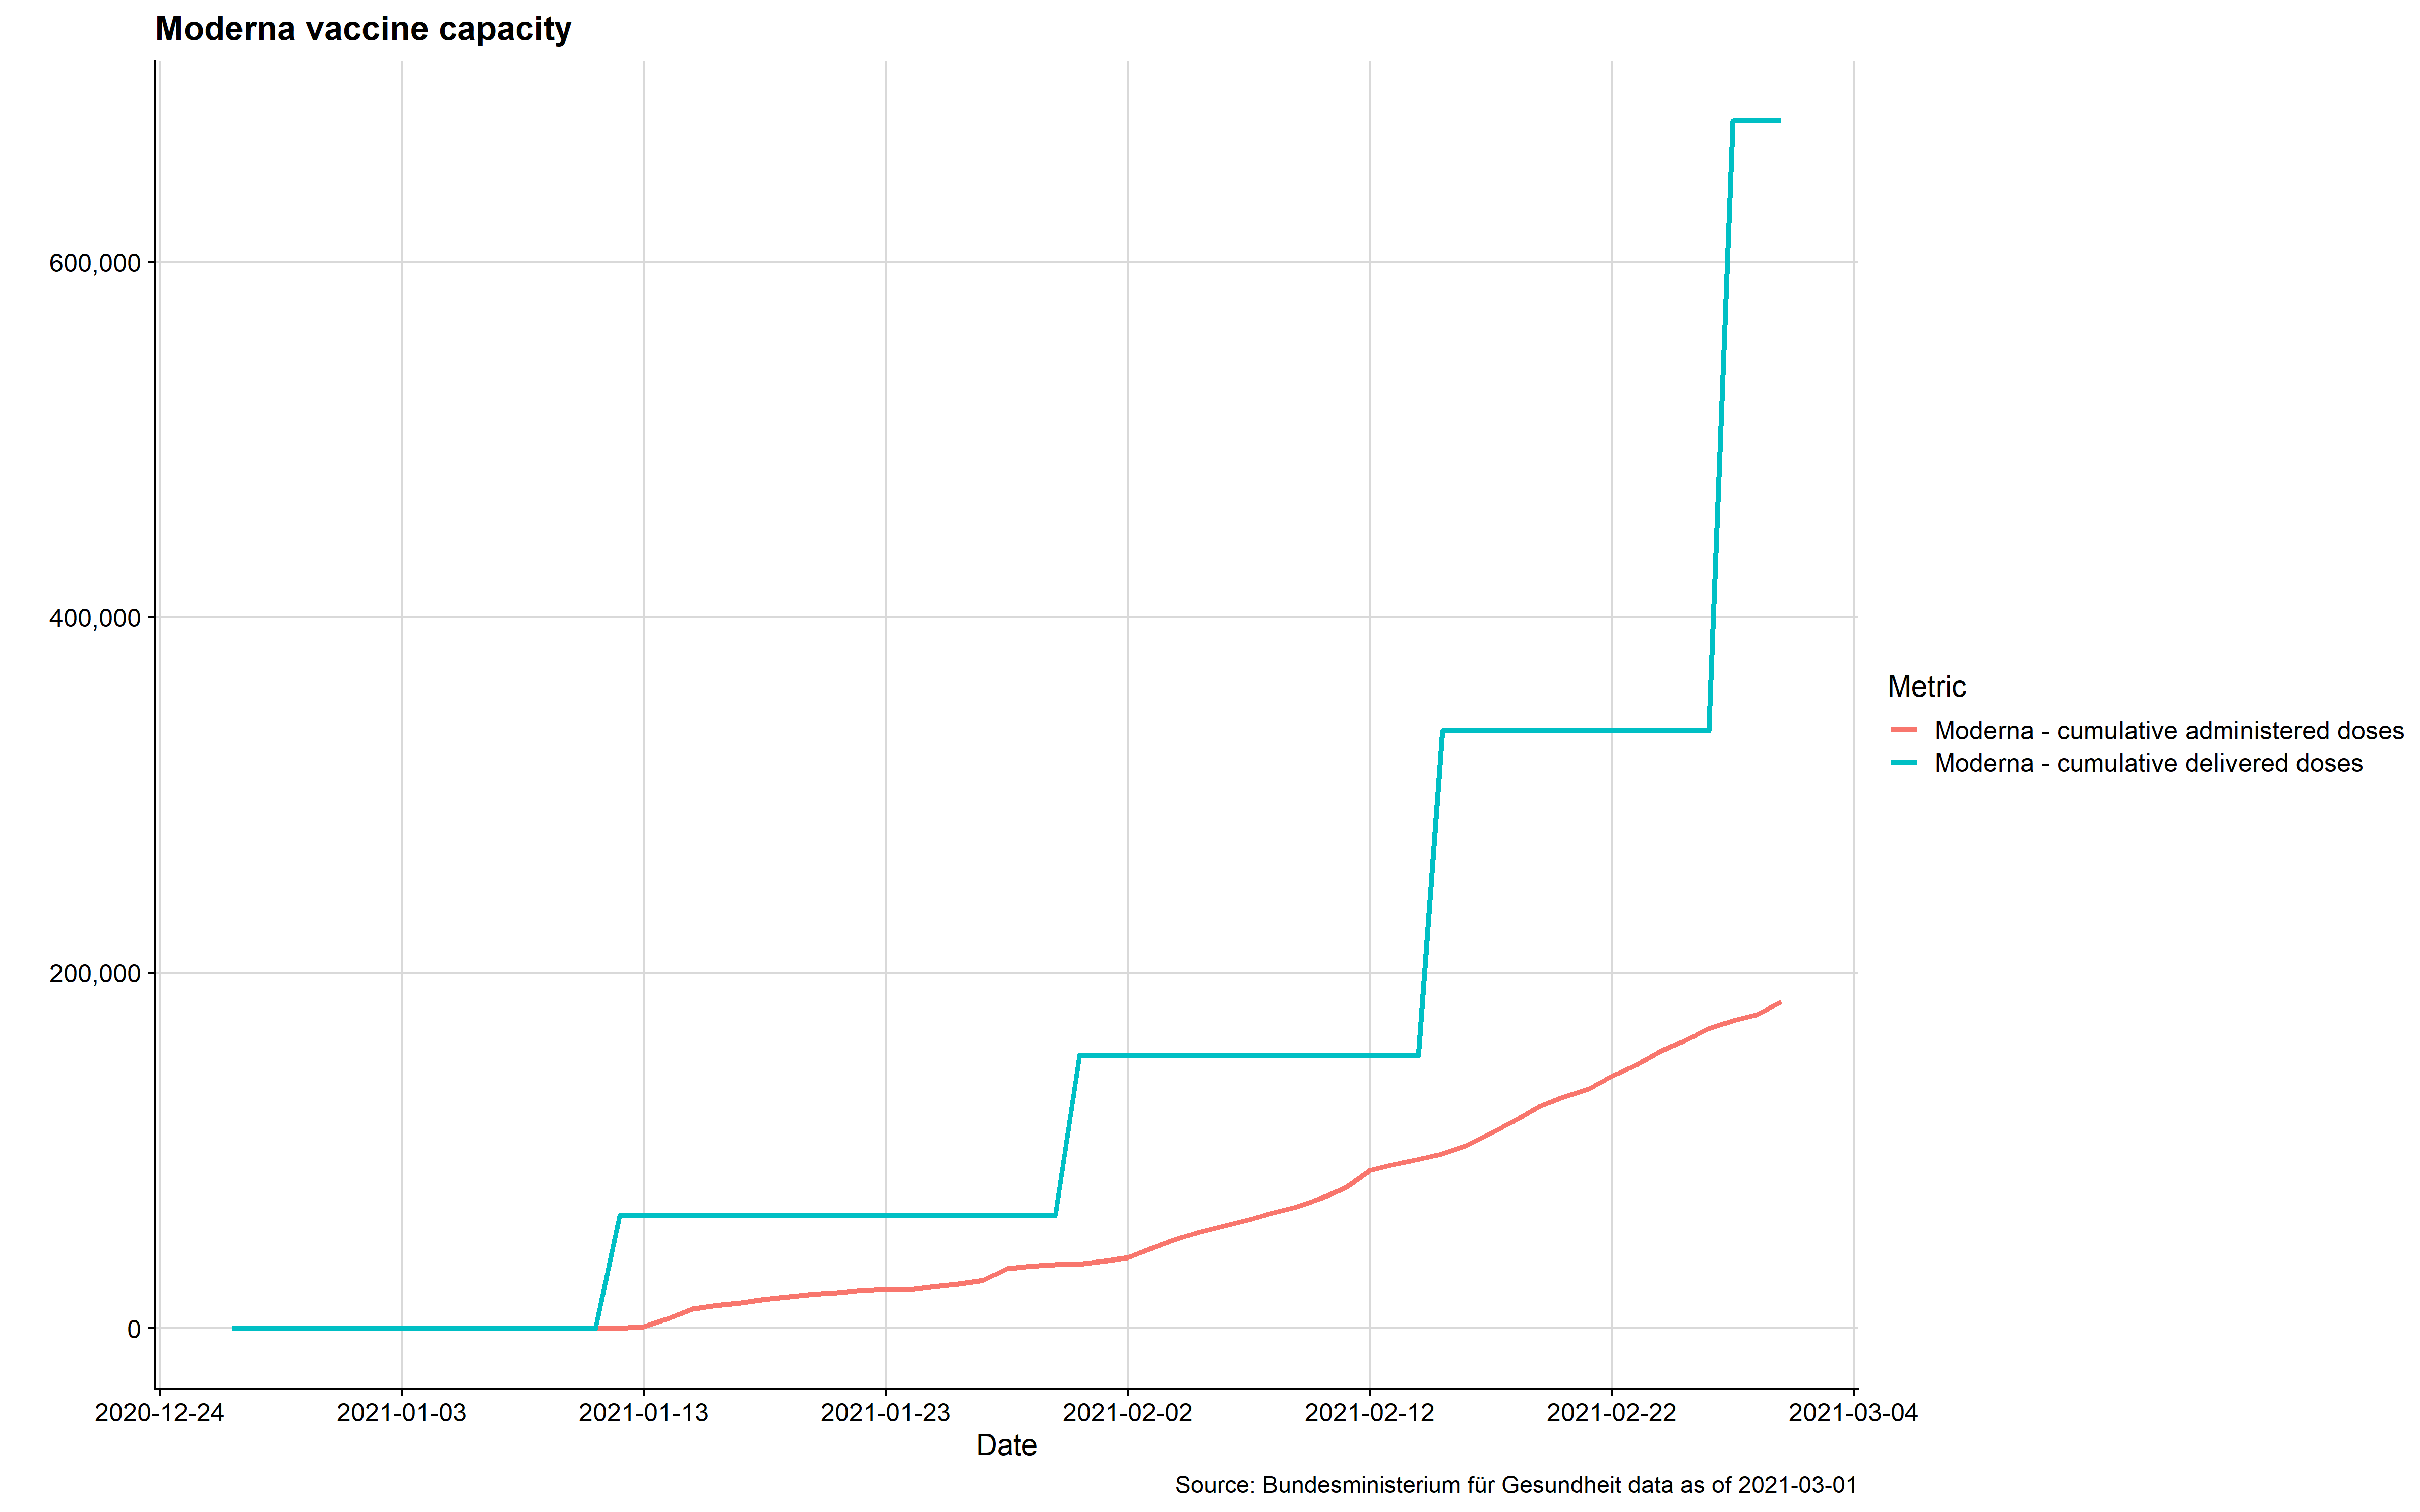 Moderna vaccine capacity
600,000
400,000
200,000
0
2020-12-24 2021-01-03 2021-01-13 2021-01-23 2021-02-02 2021-02-12 2021-02-22 2021-03-04
Date
Metric
Moderna - cumulative administered doses
Moderna - cumulative delivered doses
Source: Bundesministerium für Gesundheit data as of 2021-03-01